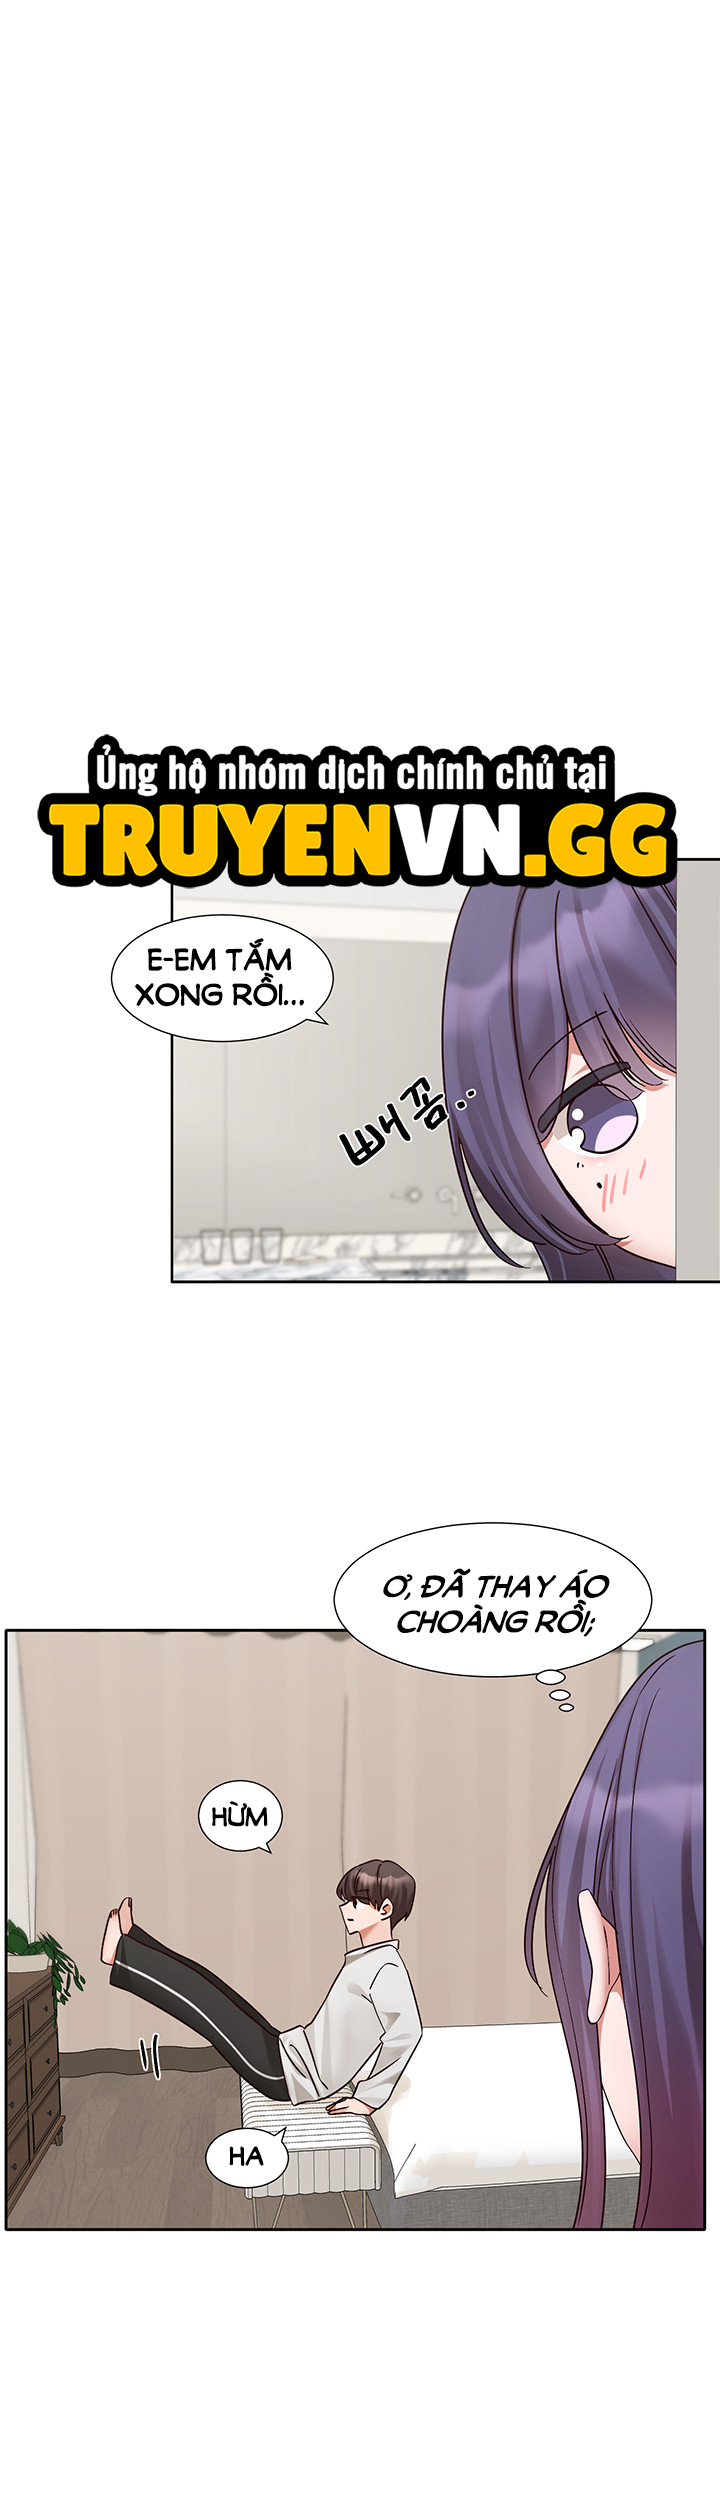 Ủng hộ nhóm dịch chính chủ tại
TRUYENVN.GG
E-EM TẮM
XONG RỒI...
빼꼼..
Ơ, ĐÃ THAY ÁO
CHOÀNG RỒI;
HỪM
HA